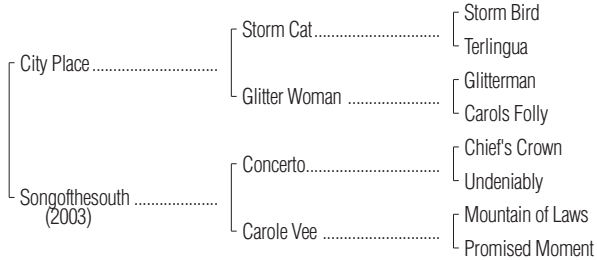 Storm Bird
Storm Cat..................................
Terlingua
City Place ..................................
Glitterman
Glitter Woman .........................
Carols Folly
Chief's Crown
Concerto....................................
Undeniably
Songofthesouth ......................
(2003)
Mountain of Laws
Carole Vee ................................
Promised Moment